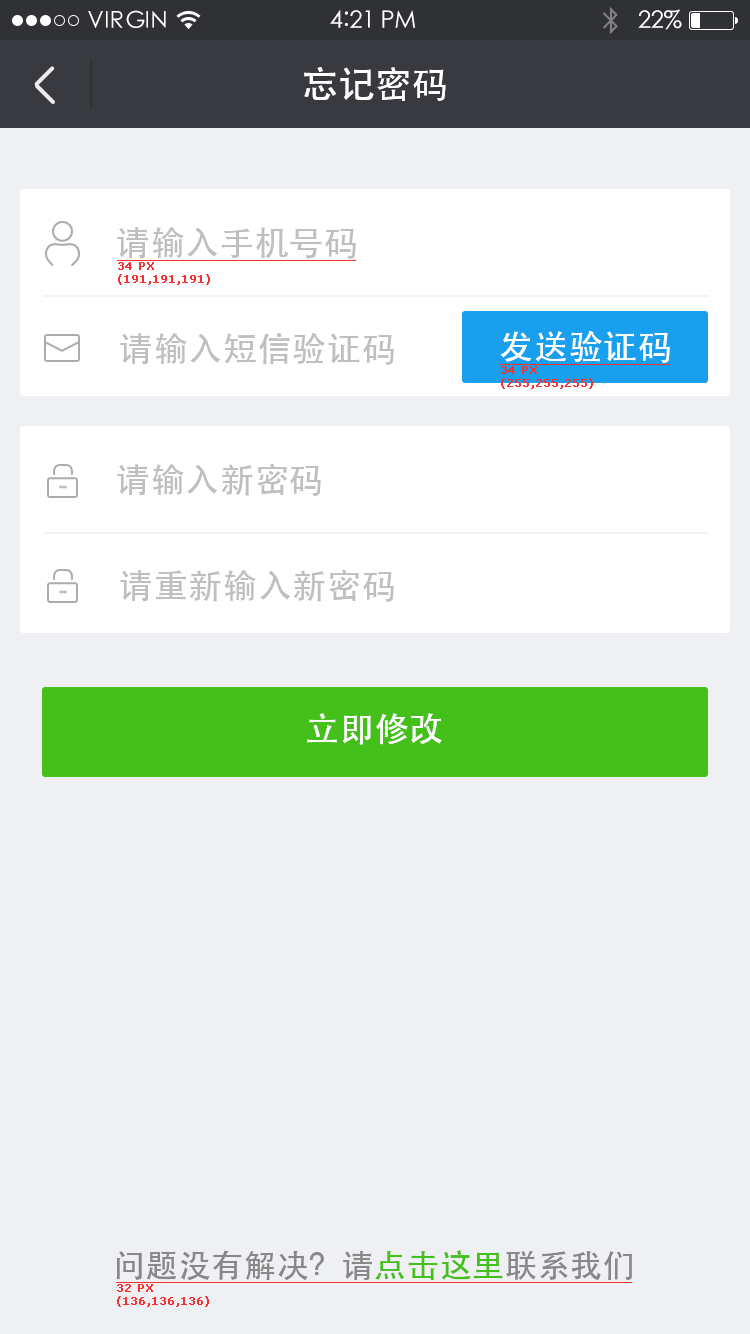 VIRGIN 4:21 PM 22%
忘记密码
请输入手机号码
34 PX
(191,191,191)
请输入短信验证码
发送验证码
34 PX
(255,255,255)
请输入新密码
请重新输入新密码
立即修改
问题没有解决？请点击这里联系我们
32 PX
(136,136,136)